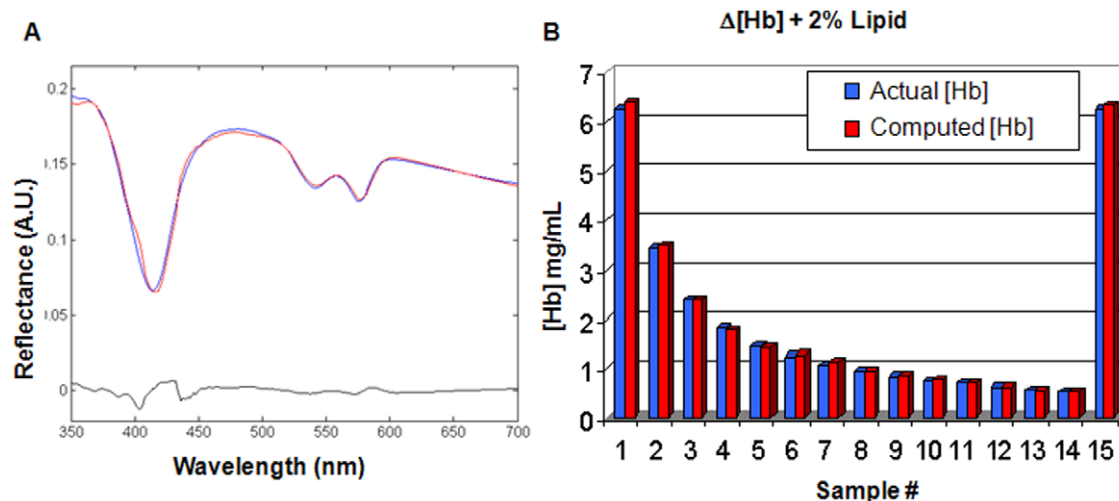 A
Reflectance (A.U.)
0.2
0.15
0.1
0.05
0
350 400 450 500 550 600 650 700
Wavelength (nm)
B
Δ[Hb] + 2% Lipid
Actual [Hb]
Computed [Hb]
[Hb] mg/mL
7
6
5
4
3
2
1
0
1 2 3 4 5 6 7 8 9 10 11 12 13 14 15
Sample #